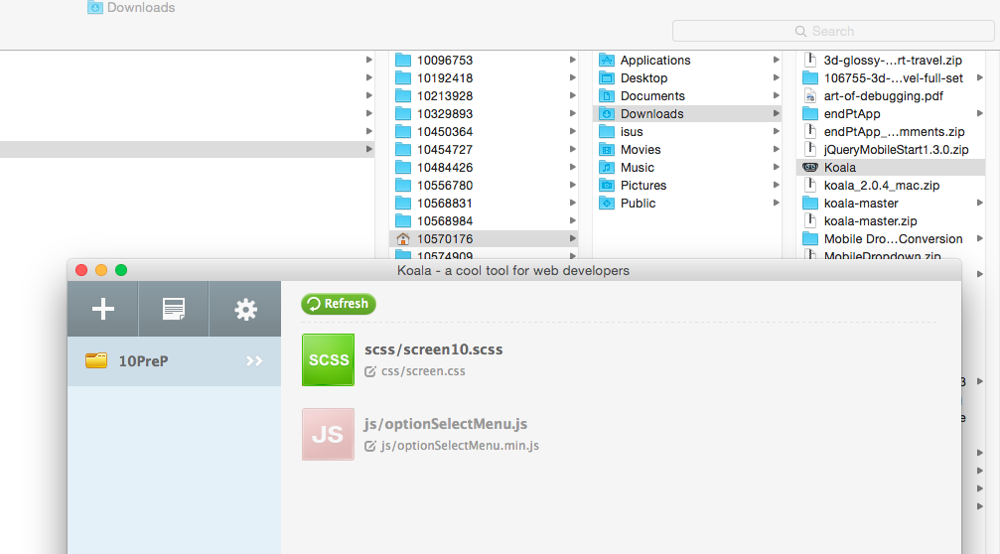 Downloads
Search
10096753
10192418
10213928
10329893
10450364
10454727
10484426
10556780
10568831
10568984
10570176
10574909
Applications
Desktop
Documents
Downloads
isus
Movies
Music
Pictures
Public
3d-glossy-...rt-travel.zip
106755-3d-...vel-full-set
art-of-debugging.pdf
endPtApp
endPtApp_...mments.zip
jQueryMobileStart1.3.0.zip
Koala
koala_2.0.4_mac.zip
koala-master
koala-master.zip
Mobile Dro...Conversion
MobileDropdown.zip
Koala - a cool tool for web developers
10PreP
Refresh
SCSS
scss/screen10.scss
css/screen.css
JS
js/optionSelectMenu.js
js/optionSelectMenu.min.js
3
e